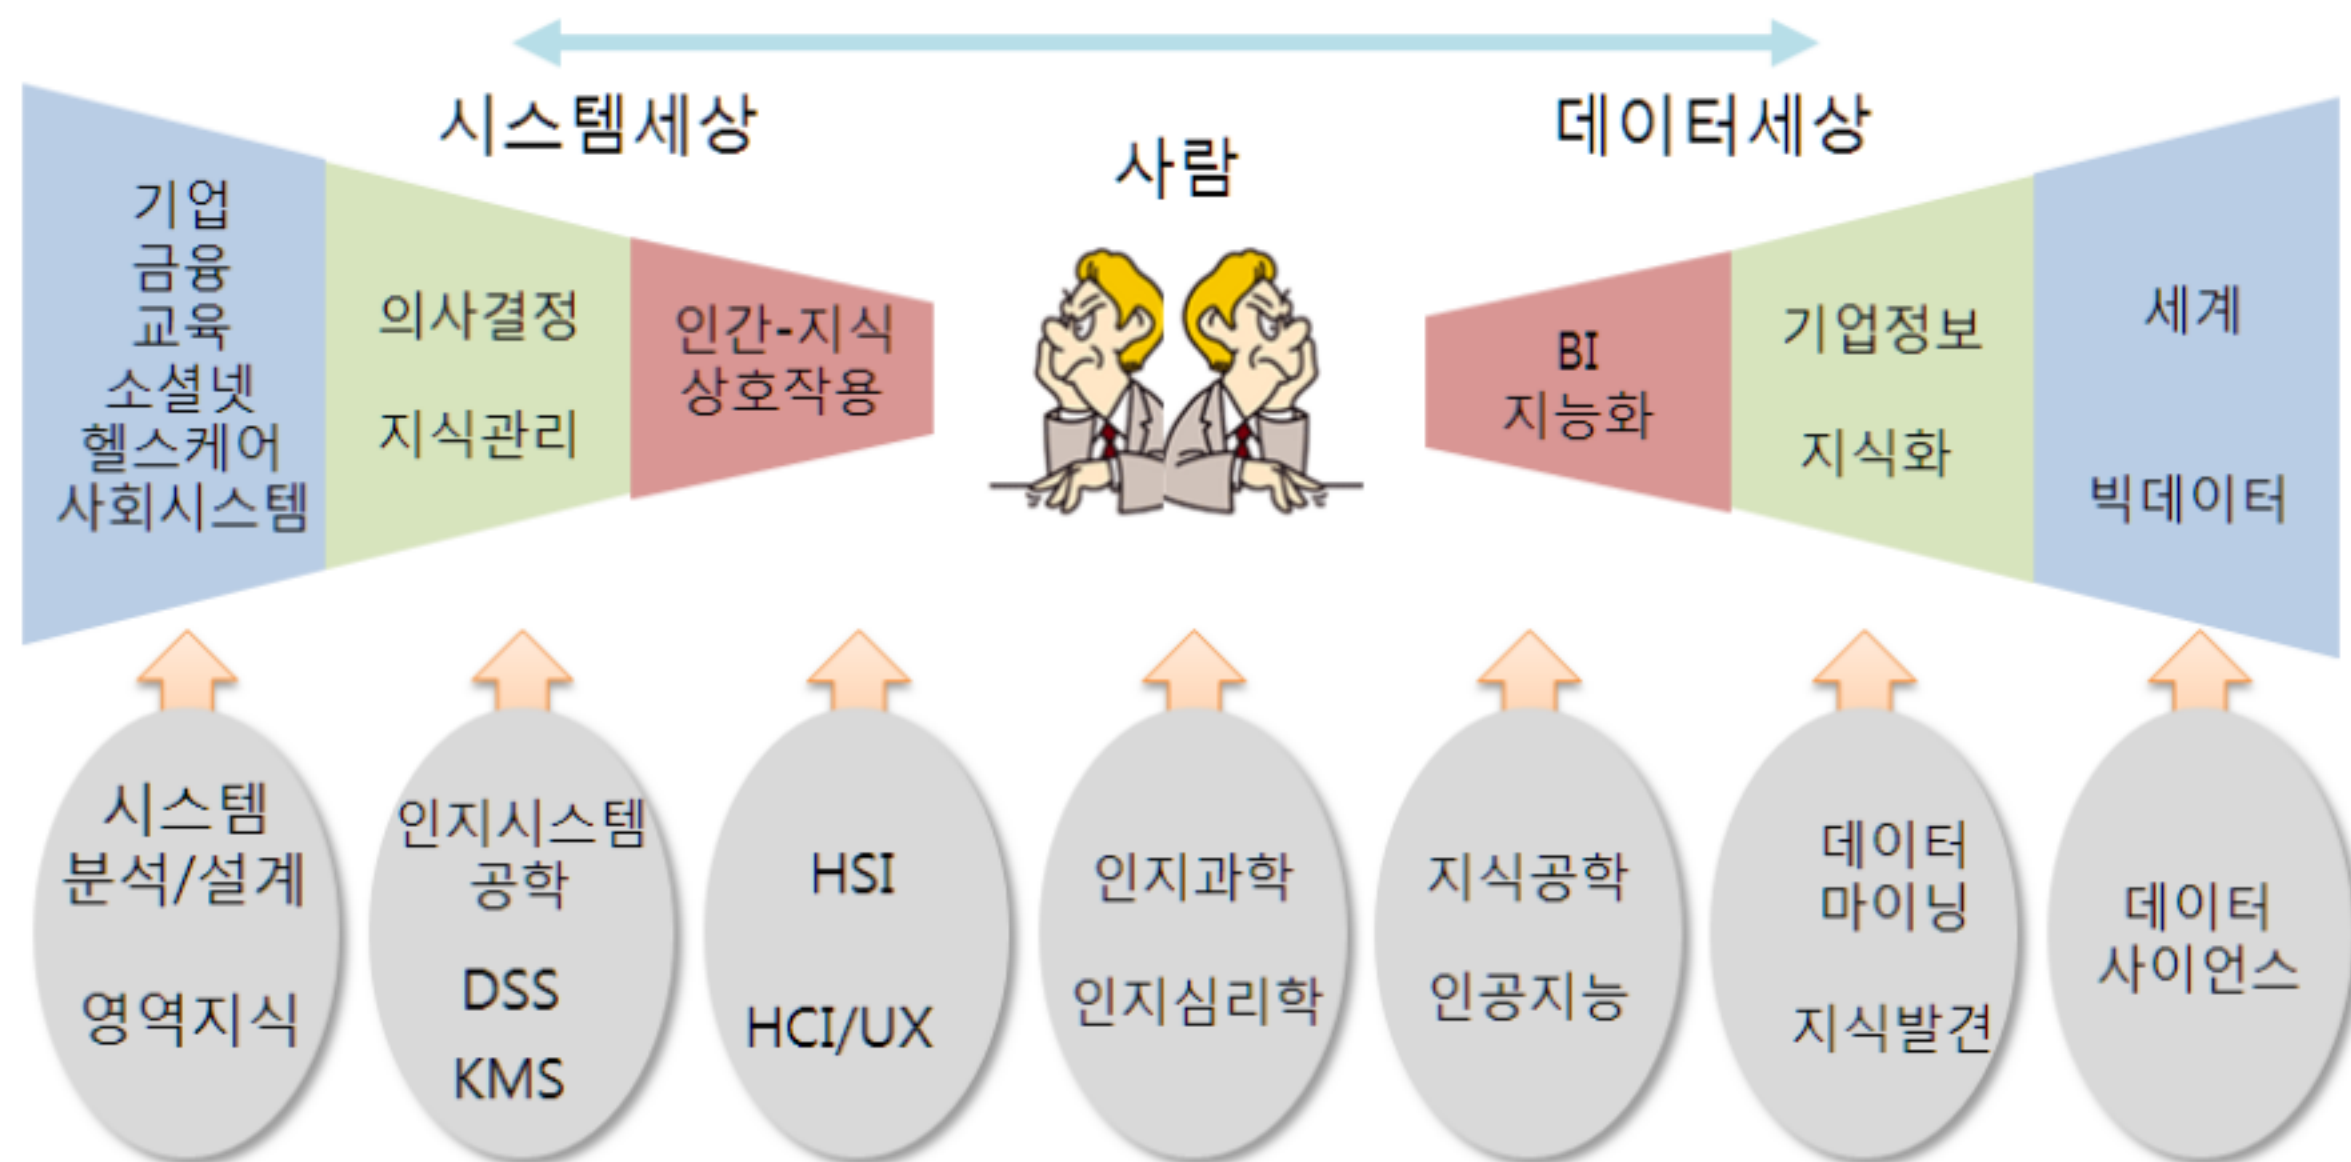 시스템세상
사람
데이터세상
기업
금융
교육
소셜넷
헬스케어
사회시스템
의사결정
지식관리
인간-지식
상호작용
BI
지능화
기업정보
지식화
세계
빅데이터
시스템
분석/설계
영역지식
인지시스템
공학
DSS
KMS
HSI
HCI/UX
인지과학
인지심리학
지식공학
인공지능
데이터
마이닝
지식발견
데이터
사이언스